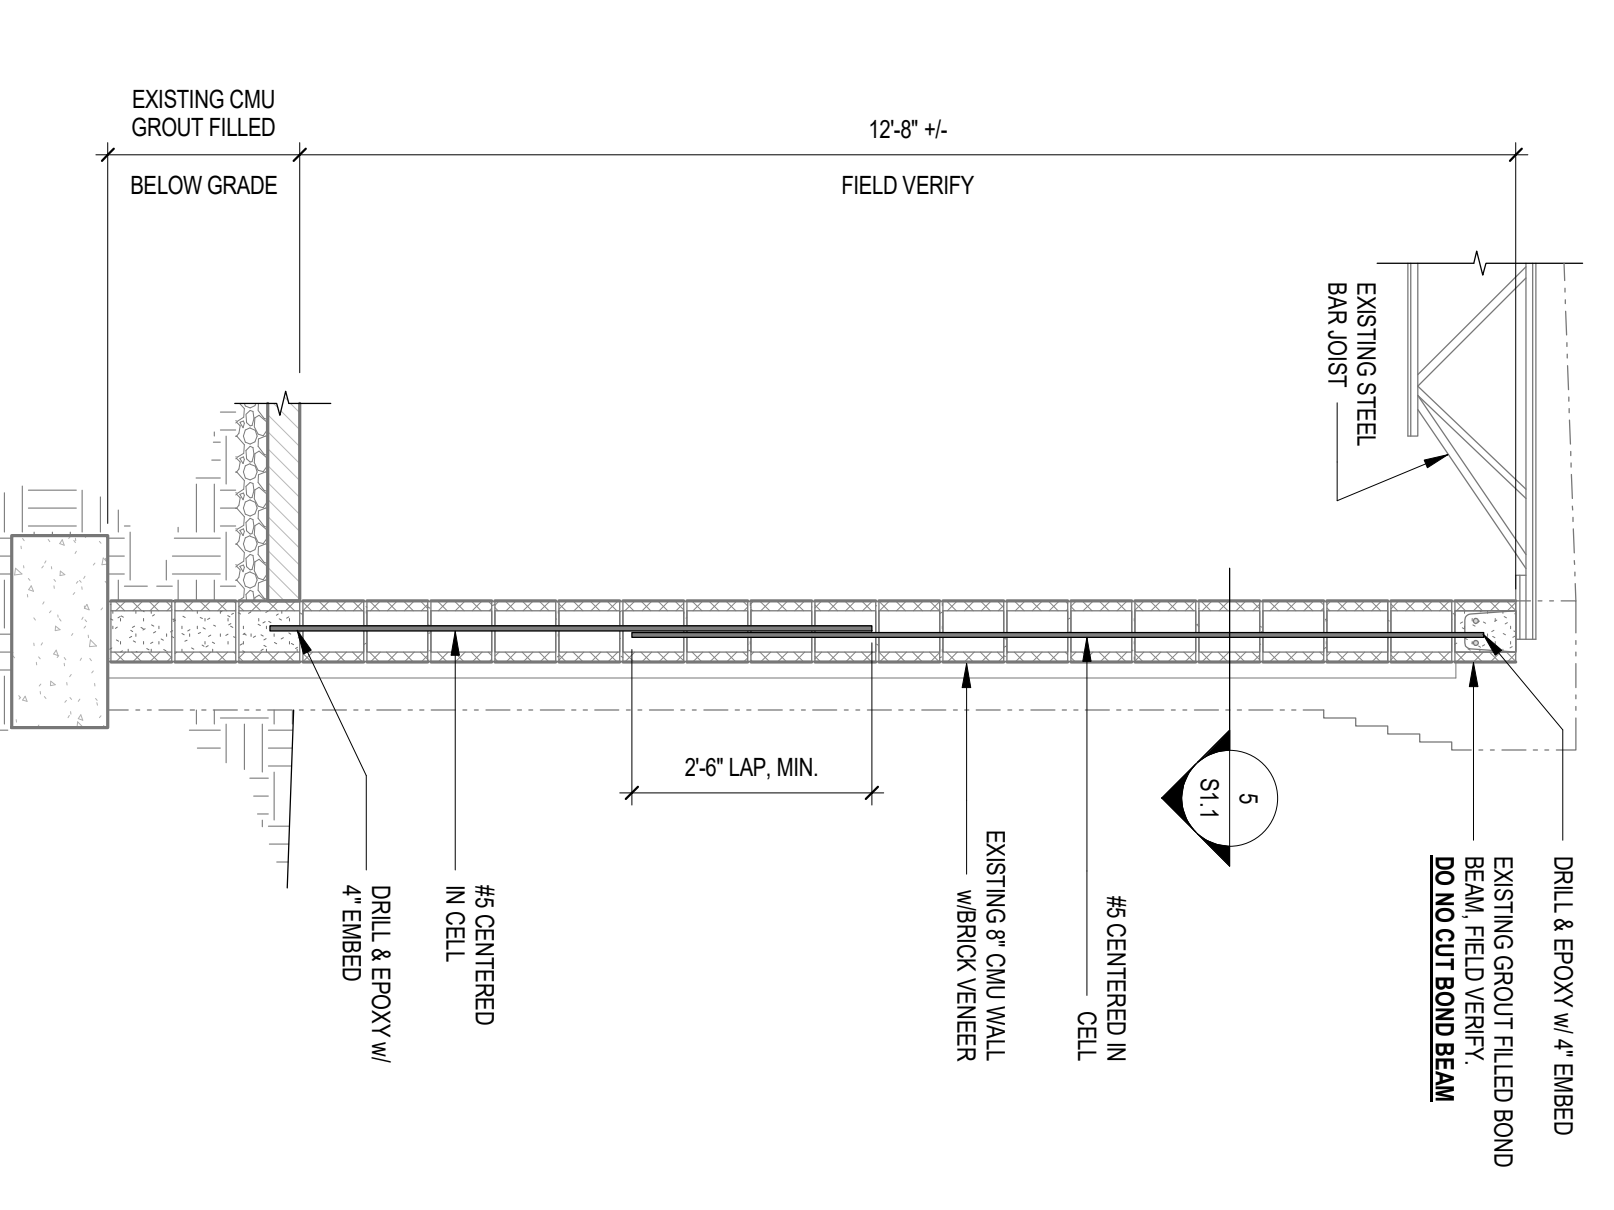 EXISTING CMU
GROUT FILLED
BELOW GRADE
12'-8" +/-
FIELD VERIFY
EXISTING STEEL
BAR JOIST
2'-6" LAP, MIN.
5
S1.1
DRILL & EPOXY w/ 4" EMBED
EXISTING GROUT FILLED BOND
BEAM, FIELD VERIFY.
DO NO CUT BOND BEAM
#5 CENTERED IN
CELL
EXISTING 8" CMU WALL
w/BRICK VENEER
#5 CENTERED
IN CELL
DRILL & EPOXY w/
4" EMBED